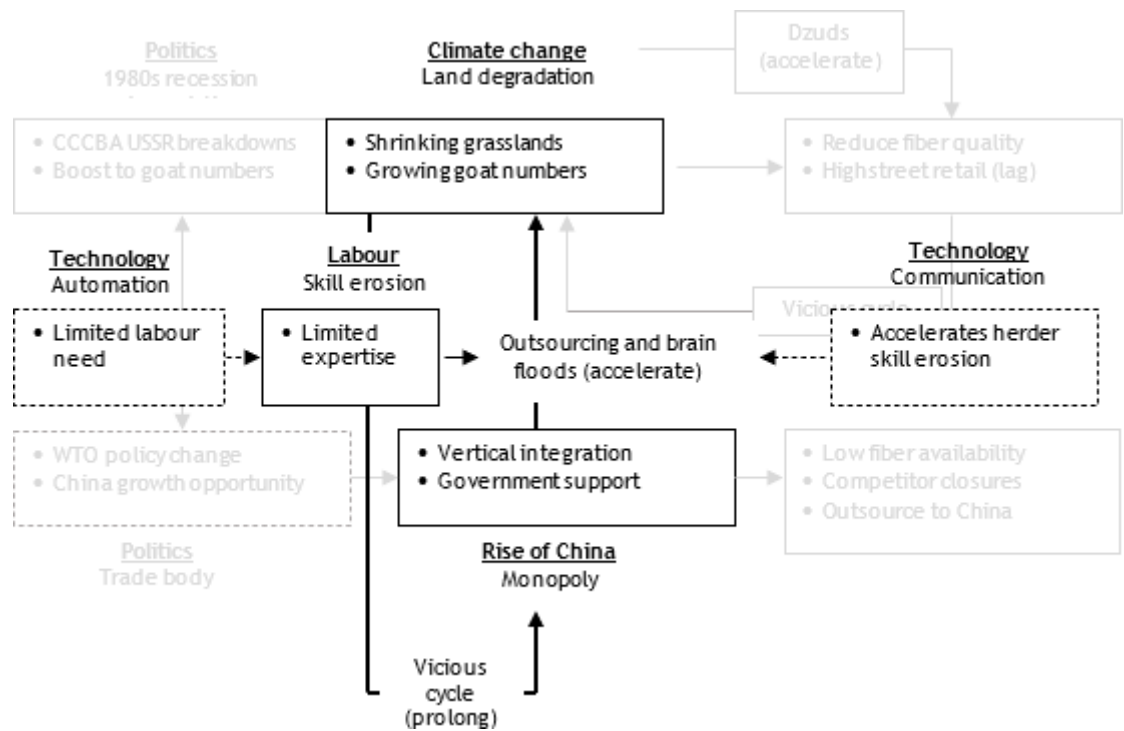 Politics
1980s recession
Climate change
Land degradation
Dzuds
(accelerate)
• CCCBA USSR breakdowns
• Boost to goat numbers
• Shrinking grasslands
• Growing goat numbers
• Reduce fiber quality
• Highstreet retail (lag)
Technology
Automation
Labour
Skill erosion
Technology
Communication
• Limited labour
need
• Limited
expertise
Outsourcing and brain
floods (accelerate)
Vicious cycle
• Accelerates herder
skill erosion
• WTO policy change
• China growth opportunity
• Vertical integration
• Government support
• Low fiber availability
• Competitor closures
• Outsource to China
Politics
Trade body
Rise of China
Monopoly
Vicious
cycle
(prolong)